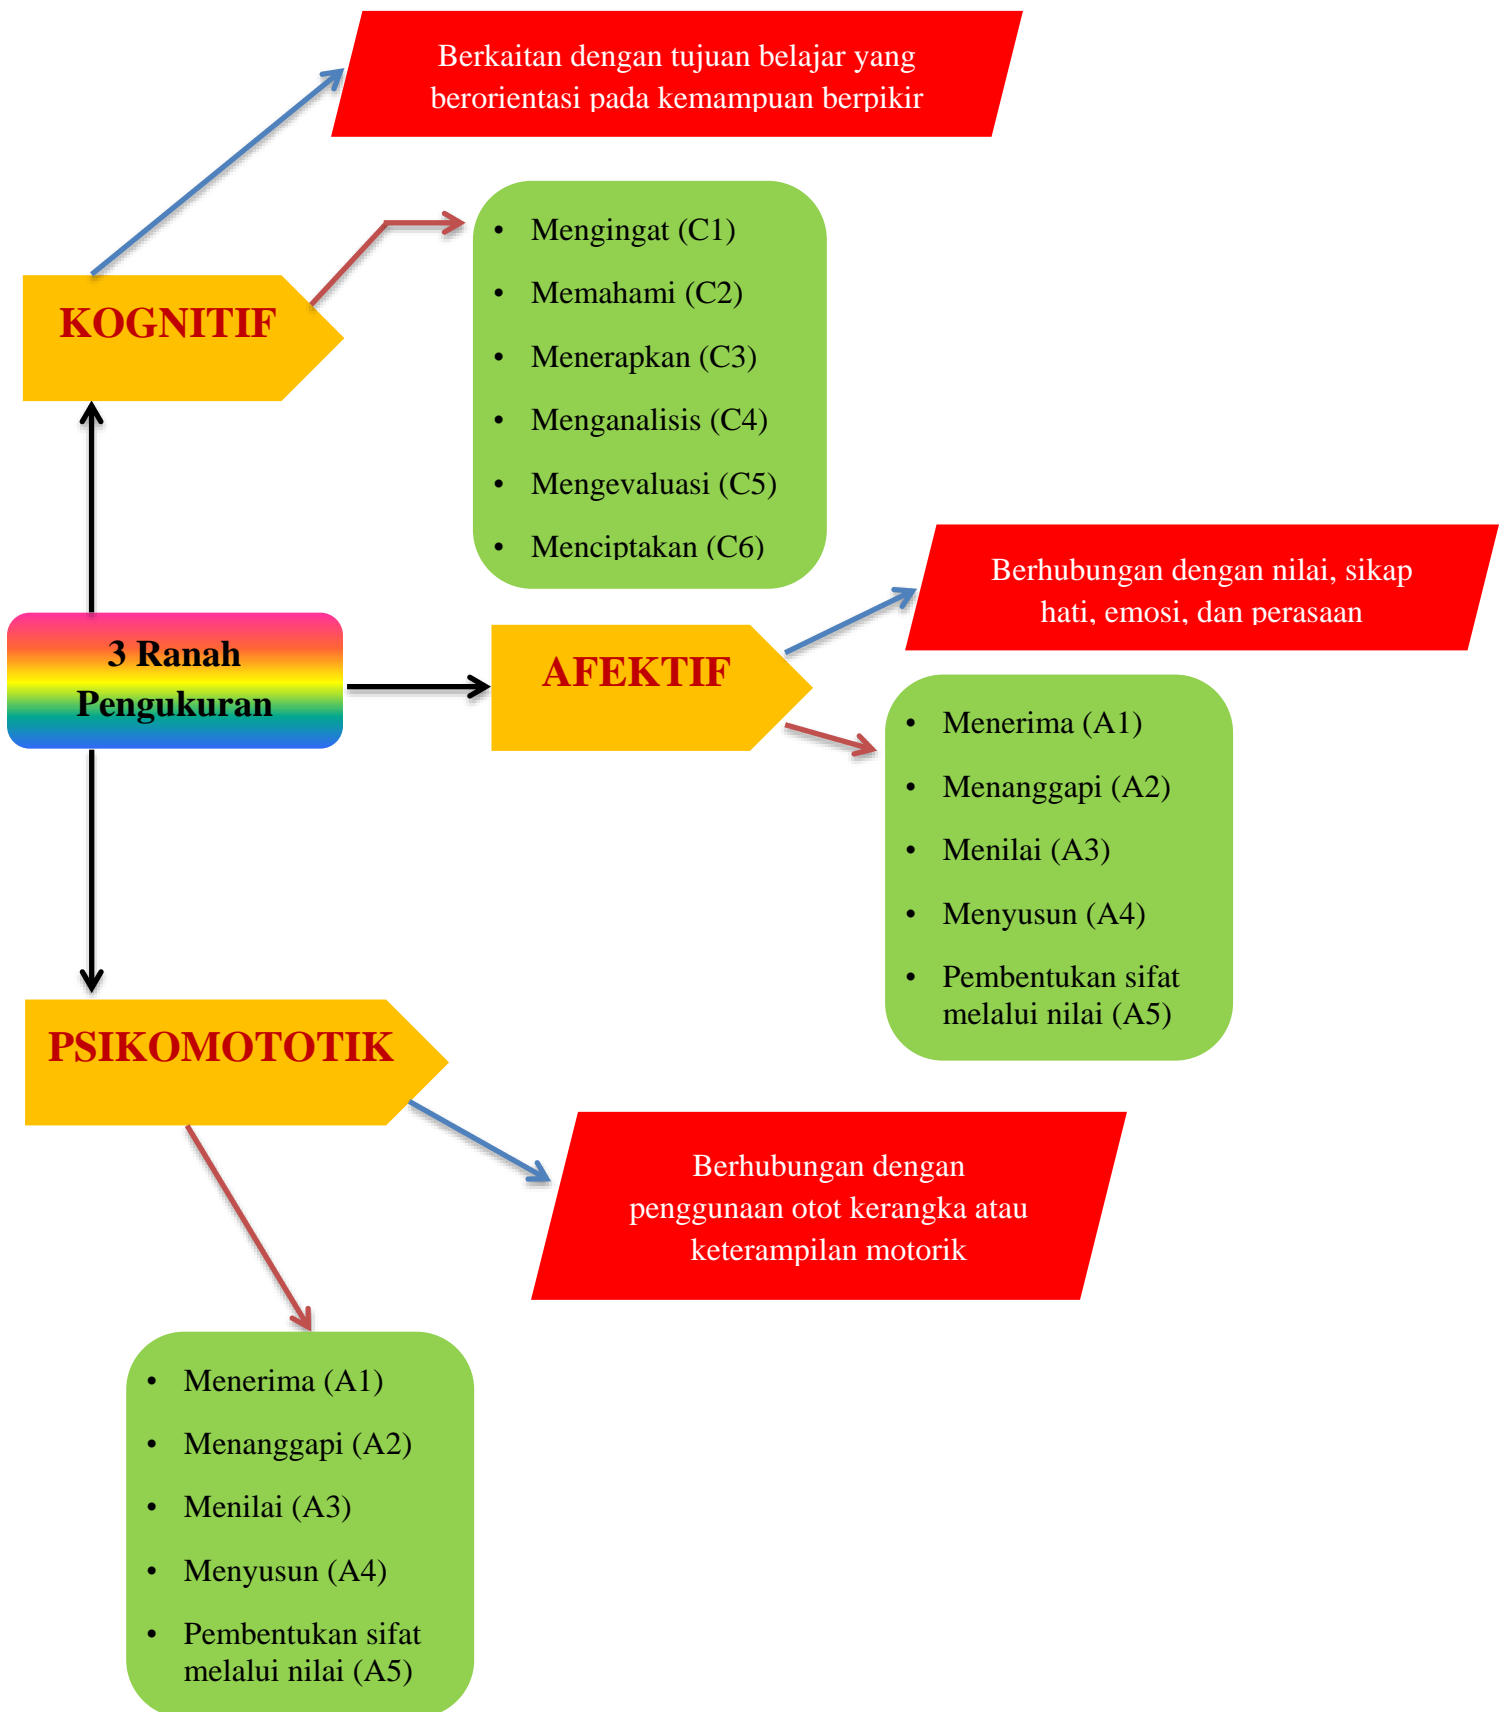 Berkaitan dengan tujuan belajar yang
berorientasi pada kemampuan berpikir
• Mengingat (C1)
• Memahami (C2)
• Menerapkan (C3)
• Menganalisis (C4)
• Mengevaluasi (C5)
• Menciptakan (C6)
KOGNITIF
Berhubungan dengan nilai, sikap
hati, emosi, dan perasaan
3 Ranah
Pengukuran
AFEKTIF
• Menerima (A1)
• Menanggapi (A2)
• Menilai (A3)
• Menyusun (A4)
• Pembentukan sifat
melalui nilai (A5)
PSIKOMOTOTIK
Berhubungan dengan
penggunaan otot kerangka atau
keterampilan motorik
• Menerima (A1)
• Menanggapi (A2)
• Menilai (A3)
• Menyusun (A4)
• Pembentukan sifat
melalui nilai (A5)